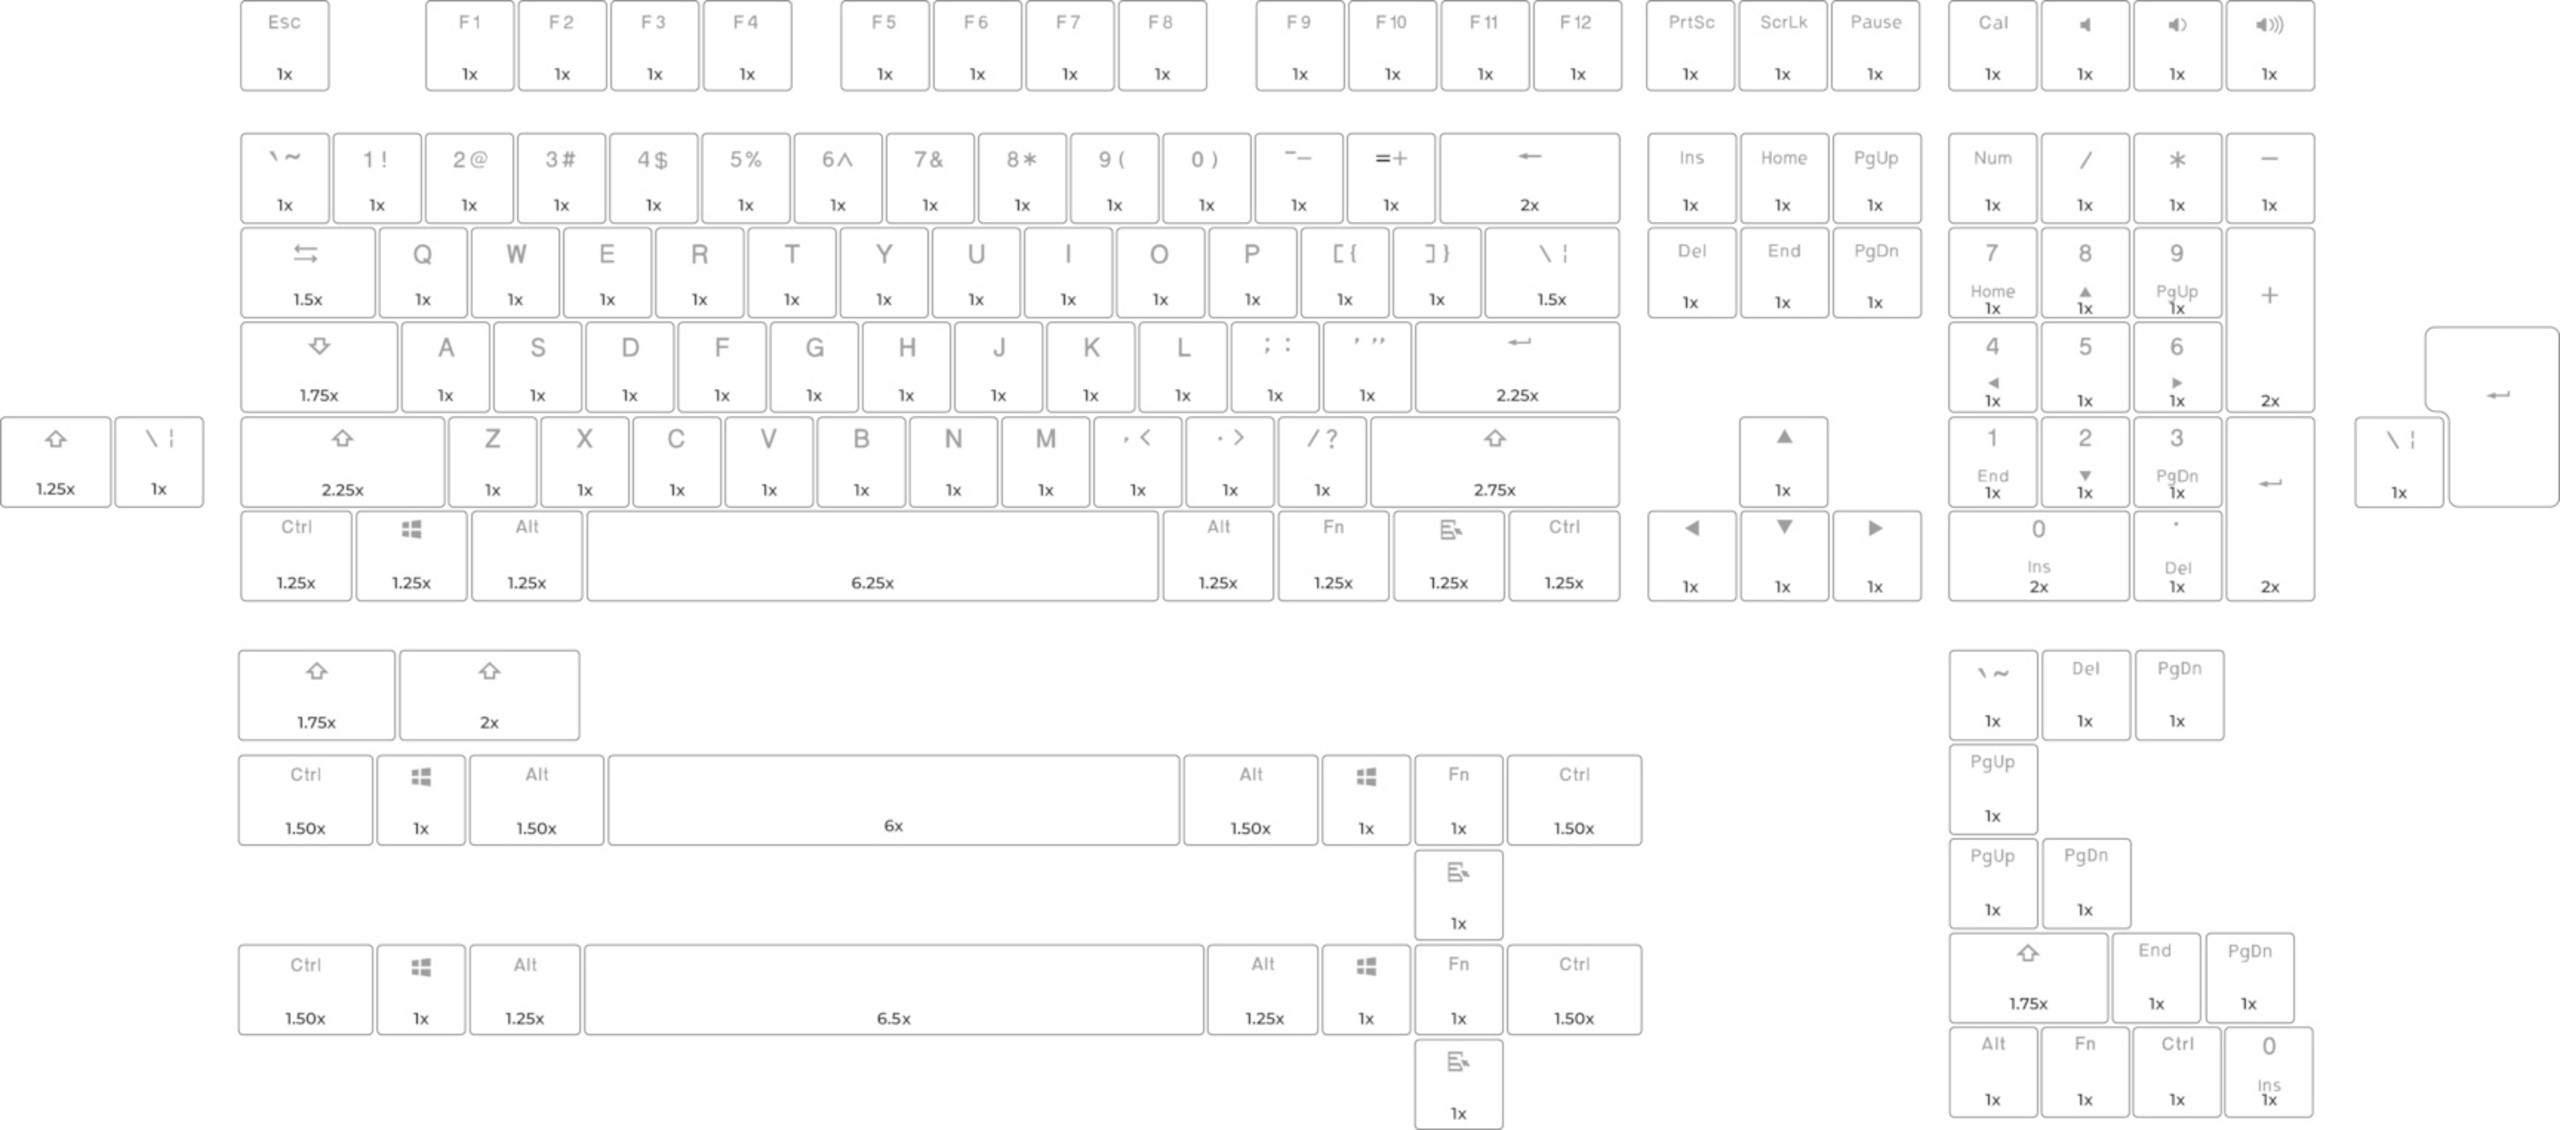 Esc F1 F2 F3 F4 F5 F6 F7 F8 F9 F10 F11 F12 PrtSc ScrLk Pause Cal
1x 1x 1x 1x 1x 1x 1x 1x 1x 1x 1x 1x 1x 1x 1x 1x 1x 1x 1x 1x
`~ 1! 2@ 3# 4$ 5% 6^ 7& 8* 9( 0) -_ =+ ← Ins Home PgUp Num / * -
1x 1x 1x 1x 1x 1x 1x 1x 1x 1x 1x 1x 1x 2x 1x 1x 1x 1x 1x 1x 1x
Q W E R T Y U I O P [{ ]} \¦ Del End PgDn 7 8 9 +
Home ▲ PgUp
1.5x 1x 1x 1x 1x 1x 1x 1x 1x 1x 1x 1x 1x 1.5x 1x 1x 1x 1x 1x 1x
A S D F G H J K L ;: '" 4 5 6
◀ ▶
1.75x 1x 1x 1x 1x 1x 1x 1x 1x 1x 1x 1x 2.25x 1x 1x 1x 2x
\¦ Z X C V B N M ,< .> /? ▲ 1 2 3 \¦
End ▼ PgDn
1.25x 1x 2.25x 1x 1x 1x 1x 1x 1x 1x 1x 1x 1x 2.75x 1x 1x 1x 1x 1x
Ctrl Alt Alt Fn Ctrl ◀ ▼ ▶ 0 .
Ins Del
1.25x 1.25x 1.25x 6.25x 1.25x 1.25x 1.25x 1.25x 1x 1x 1x 2x 1x 2x
`~ Del PgDn
1.75x 2x 1x 1x 1x
Ctrl Alt Alt Fn Ctrl PgUp
1.50x 1x 1.50x 6x 1.50x 1x 1x 1.50x 1x
PgUp PgDn
1x 1x 1x
Ctrl Alt Alt Fn Ctrl End PgDn
1.50x 1x 1.25x 6.5x 1.25x 1x 1x 1.50x 1.75x 1x 1x
Alt Fn Ctrl 0
Ins
1x 1x 1x 1x 1x